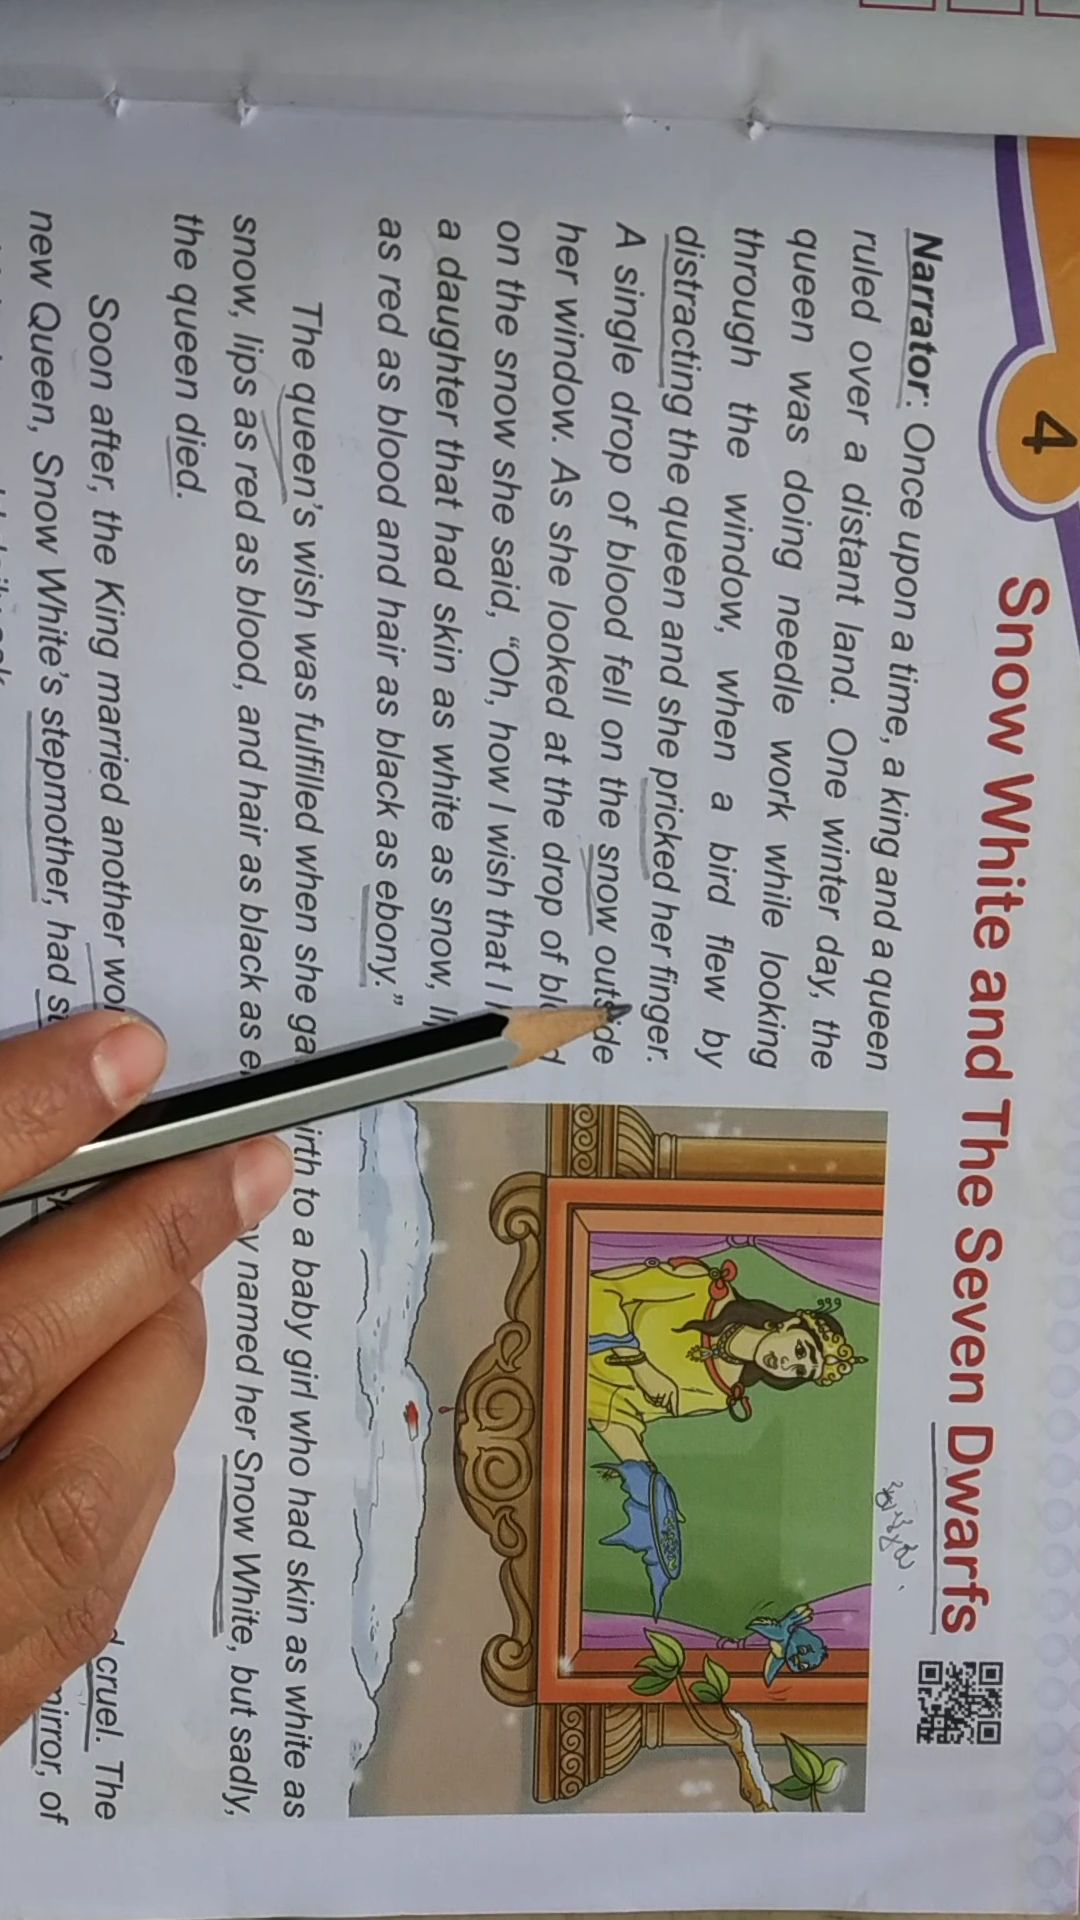 4
Snow White and The Seven Dwarfs
Narrator: Once upon a time, a king and a queen
ruled over a distant land. One winter day, the
queen was doing needle work while looking
through the window, when a bird flew by
distracting the queen and she pricked her finger.
A single drop of blood fell on the snow outside
her window. As she looked at the drop of blood
on the snow she said, “Oh, how I wish that I
a daughter that had skin as white as snow,
as red as blood and hair as black as ebony.”
The queen’s wish was fulfilled when she irth to a baby girl who had skin as white as
snow, lips as red as blood, and hair as black as named her Snow White, but sadly,
the queen died.
Soon after, the King married another cruel. The
new Queen, Snow White’s stepmother, had mirror, of